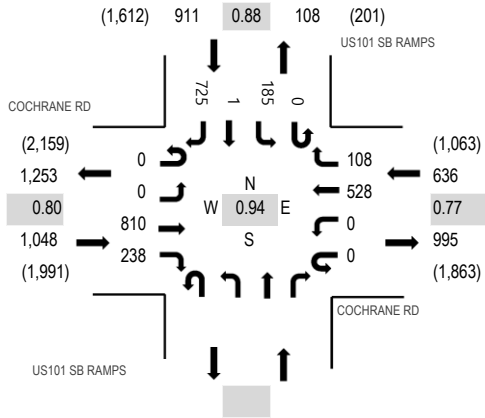 (1,612) 911 0.88 108 (201)
US101 SB RAMPS
725 1 185 0
COCHRANE RD
(2,159) (1,063)
0 108
1,253 636
N
0 528
0.80 W 0.94 E 0.77
810 0
S
1,048 995
238 0
(1,991) (1,863)
COCHRANE RD
US101 SB RAMPS